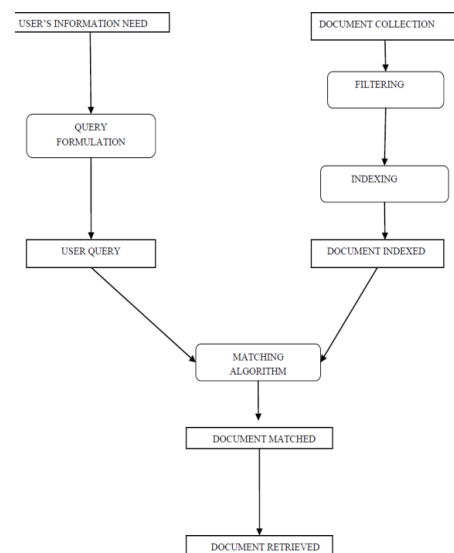 USER'S INFORMATION NEED
DOCUMENT COLLECTION
FILTERING
QUERY
FORMULATION
INDEXING
USER QUERY
DOCUMENT INDEXED
MATCHING
ALGORITHM
DOCUMENT MATCHED
DOCUMENT RETRIEVED